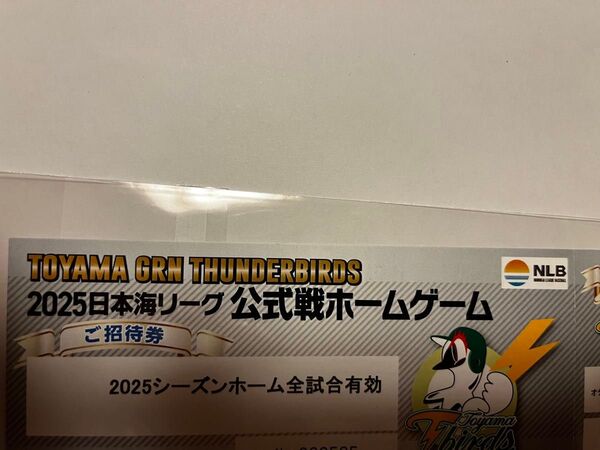 TOYAMA GRN THUNDERBIRDS
NLB
2025日本海リーグ 公式戦ホームゲーム
ご招待券
2025シーズンホーム全試合有効
Toyama
T-birds